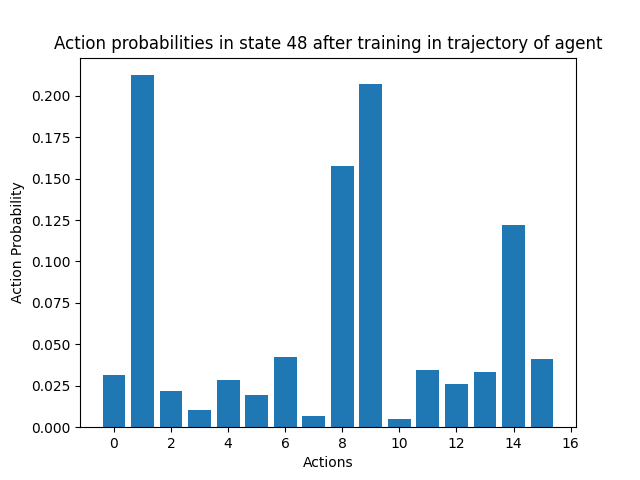 Action probabilities in state 48 after training in trajectory of agent
0.200
0.175
0.150
0.125
0.100
0.075
0.050
0.025
0.000
Action Probability
0 2 4 6 8 10 12 14 16
Actions